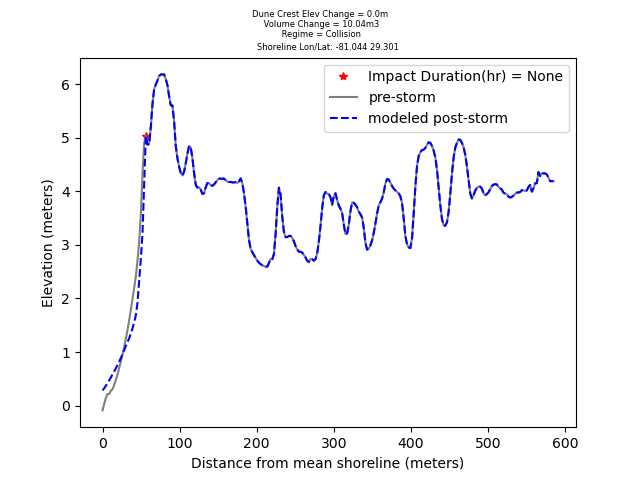 Dune Crest Elev Change = 0.0m
Volume Change = 10.04m3
Regime = Collision
Shoreline Lon/Lat: -81.044 29.301
Impact Duration(hr) = None
pre-storm
modeled post-storm
Elevation (meters)
6
5
4
3
2
1
0
0 100 200 300 400 500 600
Distance from mean shoreline (meters)